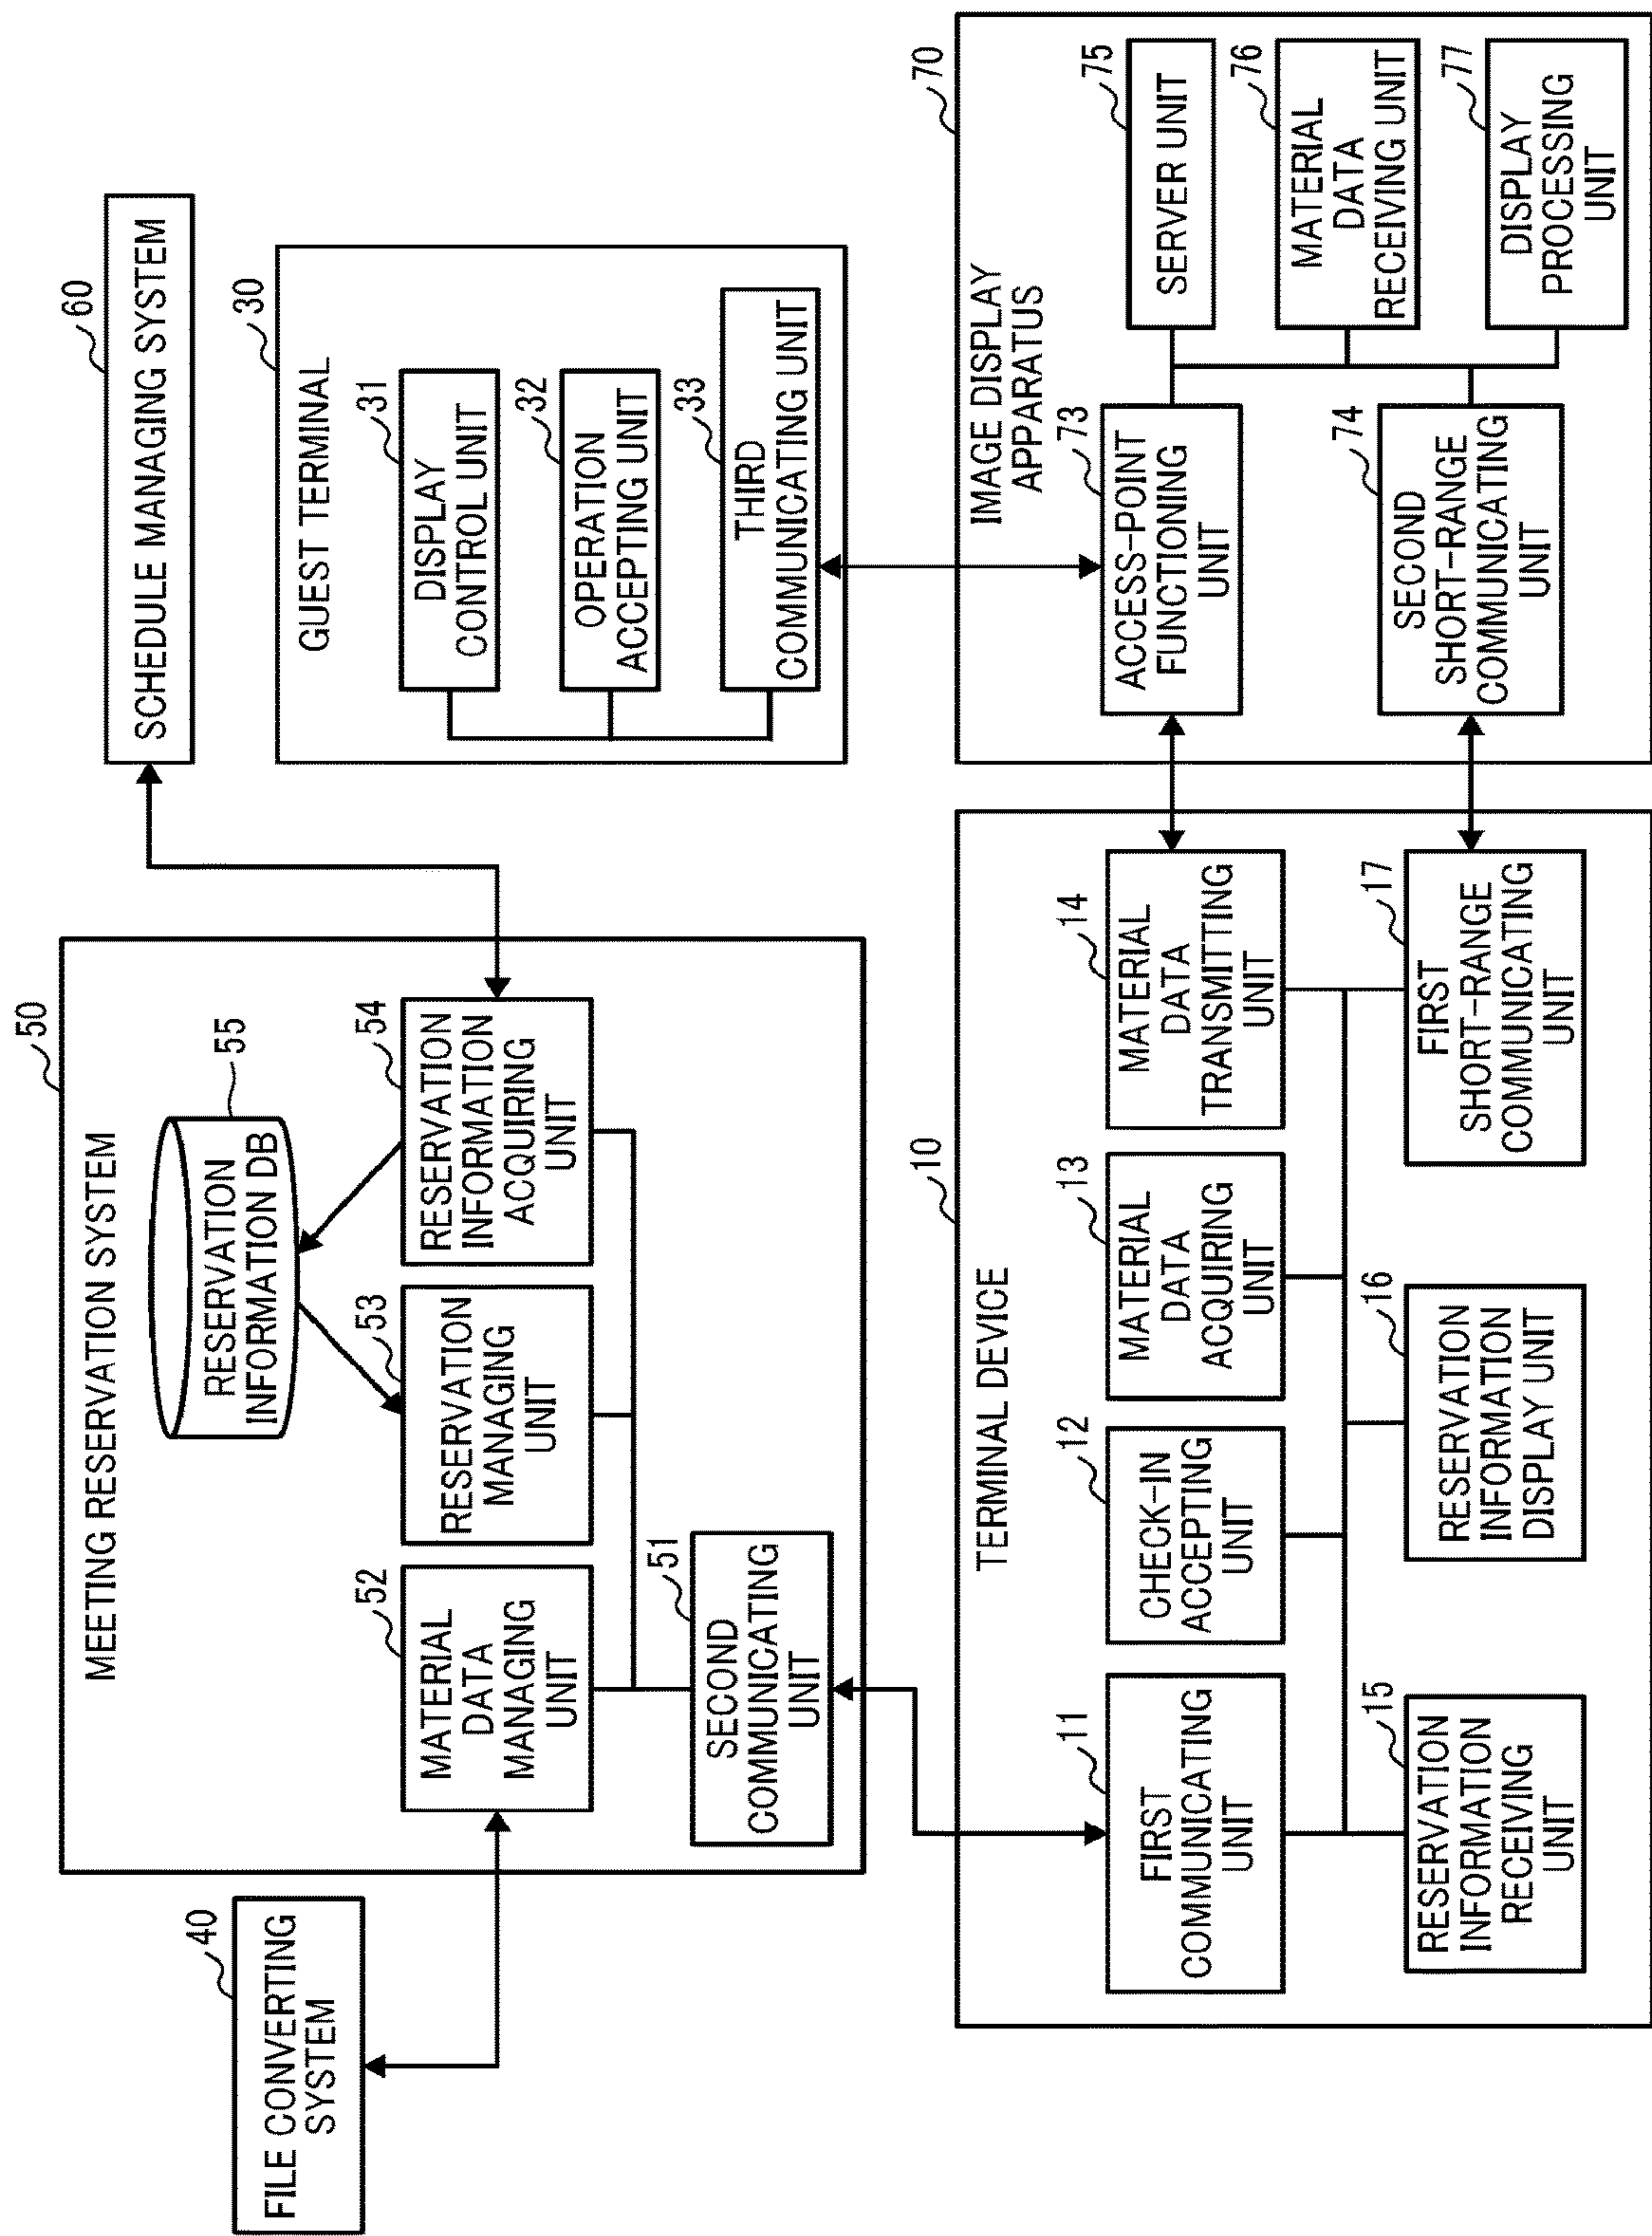 40
FILE CONVERTING
SYSTEM
50
MEETING RESERVATION SYSTEM
55
RESERVATION
INFORMATION DB
52
MATERIAL
DATA
MANAGING
UNIT
53
RESERVATION
MANAGING
UNIT
54
RESERVATION
INFORMATION
ACQUIRING
UNIT
51
SECOND
COMMUNICATING
UNIT
60
SCHEDULE MANAGING SYSTEM
30
GUEST TERMINAL
31
DISPLAY
CONTROL UNIT
32
OPERATION
ACCEPTING UNIT
33
THIRD
COMMUNICATING UNIT
10
TERMINAL DEVICE
11
FIRST
COMMUNICATING
UNIT
12
CHECK-IN
ACCEPTING
UNIT
13
MATERIAL
DATA
ACQUIRING
UNIT
14
MATERIAL
DATA
TRANSMITTING
UNIT
15
RESERVATION
INFORMATION
RECEIVING
UNIT
16
RESERVATION
INFORMATION
DISPLAY UNIT
17
FIRST
SHORT-RANGE
COMMUNICATING
UNIT
70
IMAGE DISPLAY
APPARATUS
73
ACCESS-POINT
FUNCTIONING
UNIT
74
SECOND
SHORT-RANGE
COMMUNICATING
UNIT
75
SERVER UNIT
76
MATERIAL
DATA
RECEIVING UNIT
77
DISPLAY
PROCESSING
UNIT